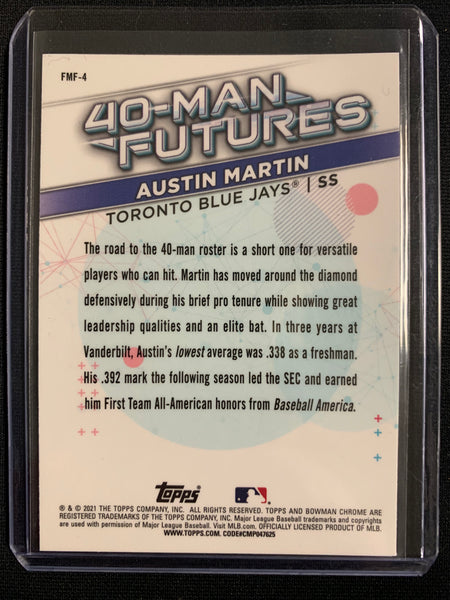 FMF-4
40-MAN
FUTURES
AUSTIN MARTIN
TORONTO BLUE JAYS® | SS
The road to the 40-man roster is a short one for versatile
players who can hit. Martin has moved around the diamond
defensively during his brief pro tenure while showing great
leadership qualities and an elite bat. In three years at
Vanderbilt, Austin's lowest average was .338 as a freshman.
His .392 mark the following season led the SEC and earned
him First Team All-American honors from Baseball America.
topps
® & © 2021 THE TOPPS COMPANY, INC. ALL RIGHTS RESERVED. TOPPS AND BOWMAN CHROME ARE
REGISTERED TRADEMARKS OF THE TOPPS COMPANY, INC. Major League Baseball trademarks and copyrights
are used with permission of Major League Baseball. Visit MLB.com. OFFICIALLY LICENSED PRODUCT OF MLB.
WWW.TOPPS.COM. CODE#CMP047625